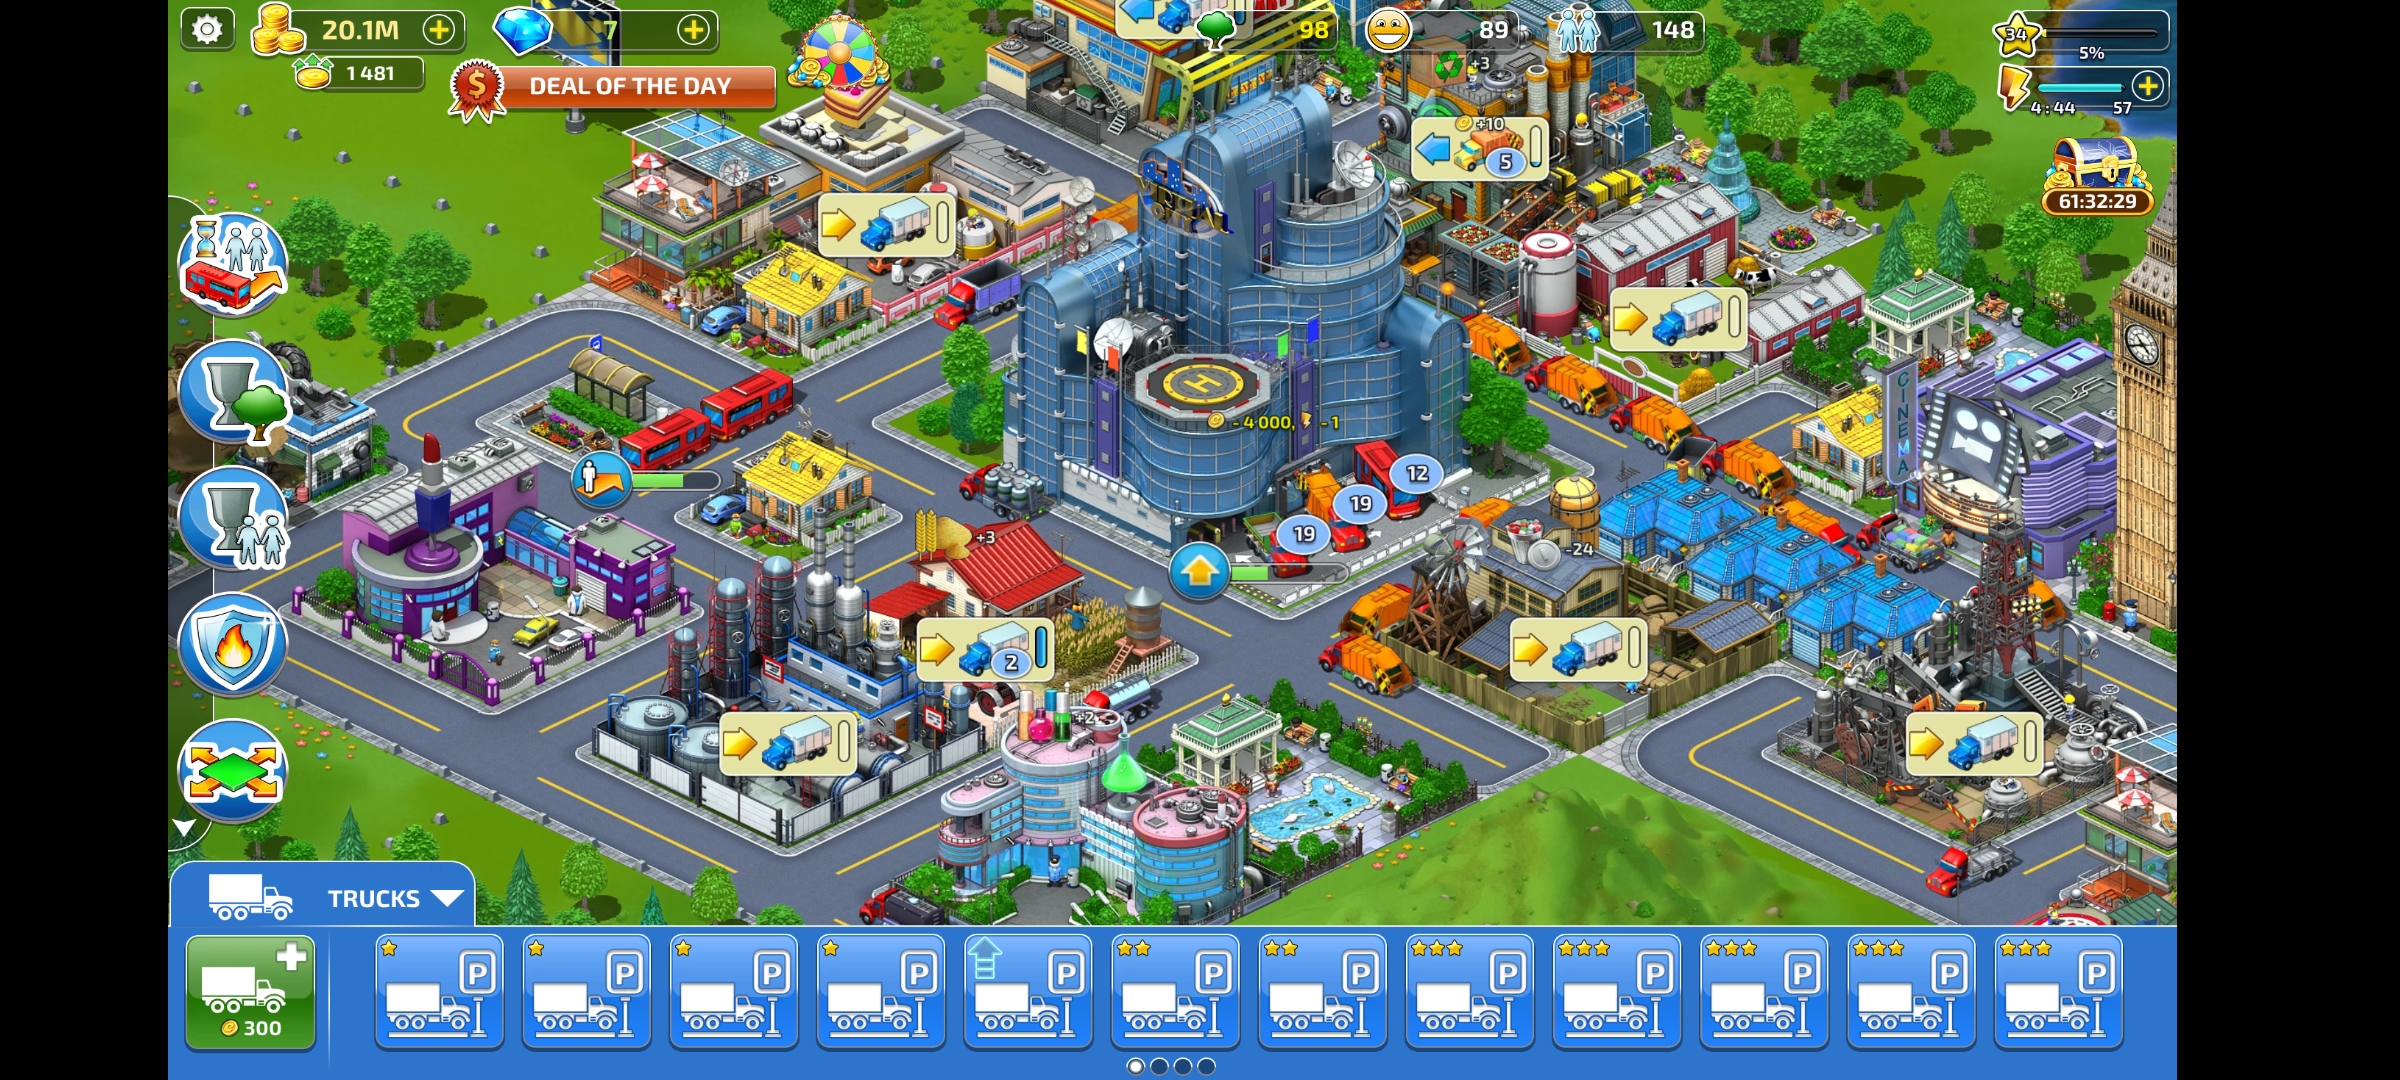 20.1M
7
98
89
148
34
5%
1 481
DEAL OF THE DAY
+3
4:44
57
+10
5
61:32:29
H
-4 000, -1
CINEMA
12
19
19
+3
-24
2
+2
TRUCKS
300
P
P
P
P
P
P
P
P
P
P
P
P